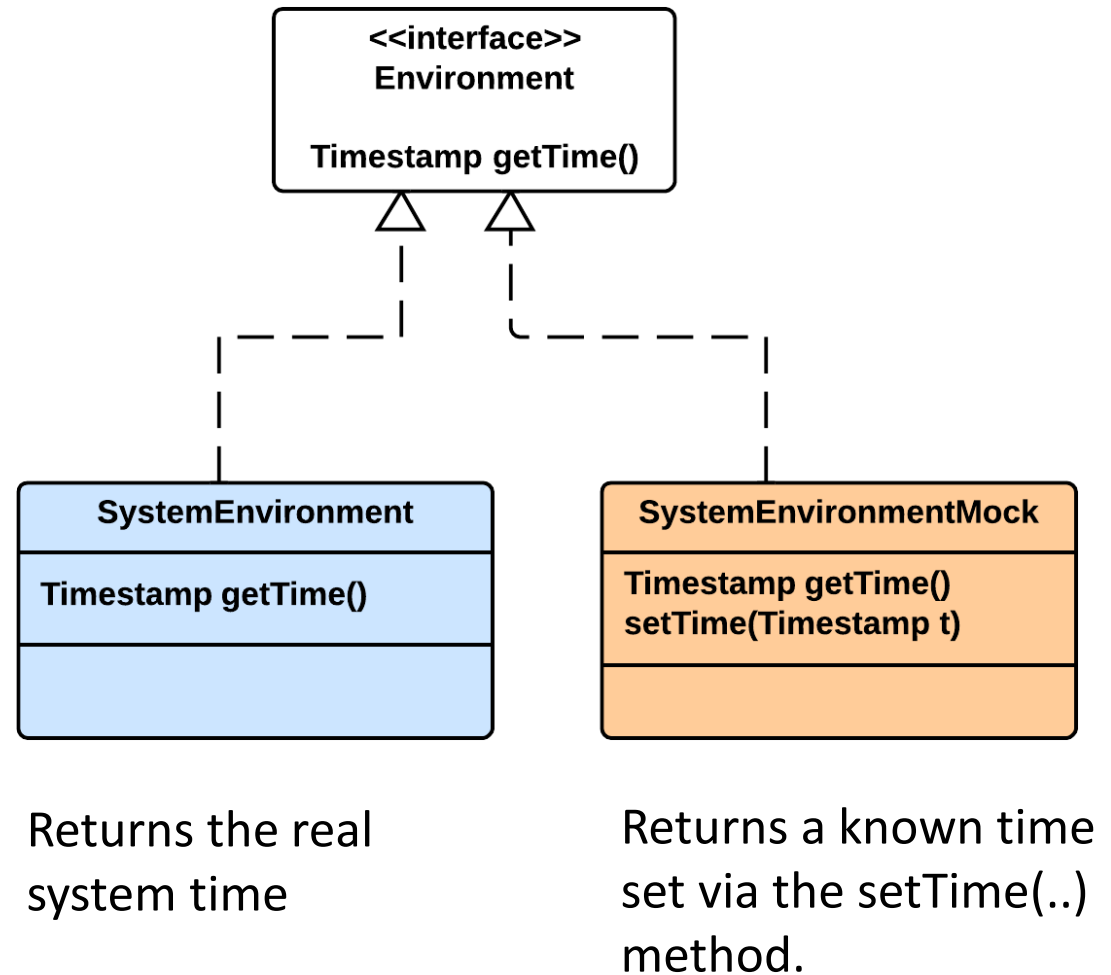 <<interface>>
Environment
Timestamp getTime()
SystemEnvironment
Timestamp getTime()
SystemEnvironmentMock
Timestamp getTime()
setTime(Timestamp t)
Returns the real
system time
Returns a known time
set via the setTime(..)
method.